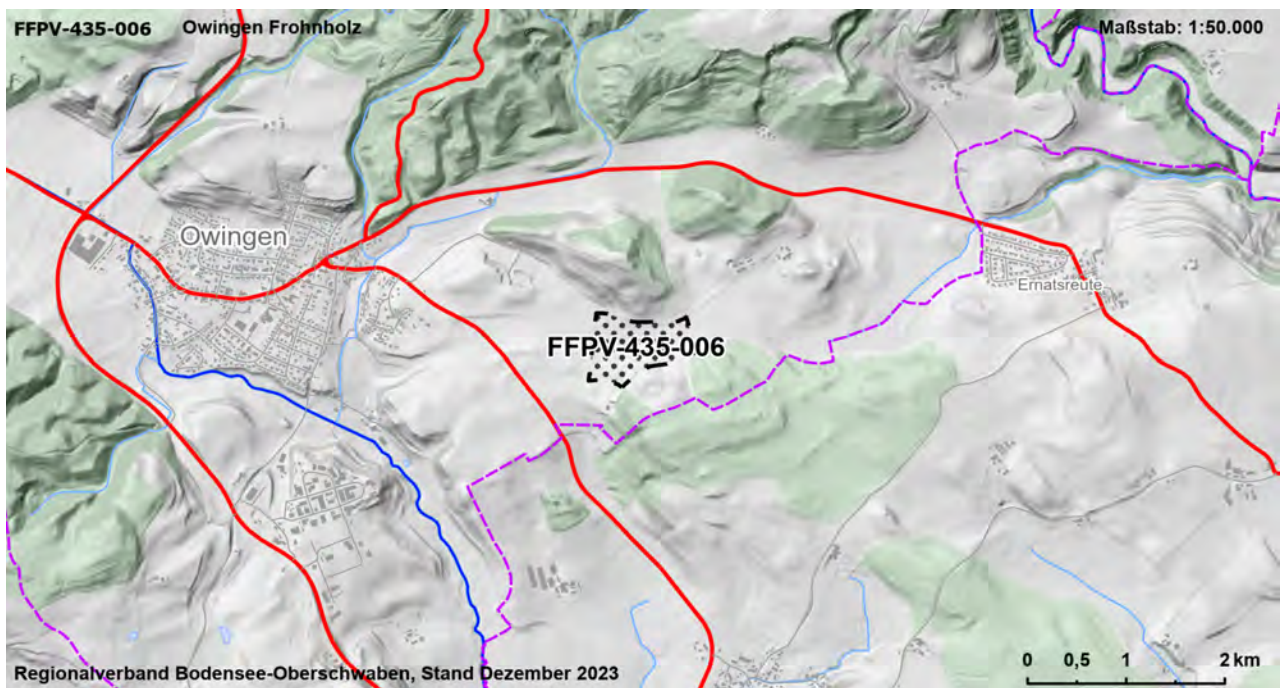 FFPV-435-006 Owingen Frohnholz Maßstab: 1:50.000
Owingen
Ernatsreute
FFPV-435-006
Regionalverband Bodensee-Oberschwaben, Stand Dezember 2023
0 0,5 1 2 km